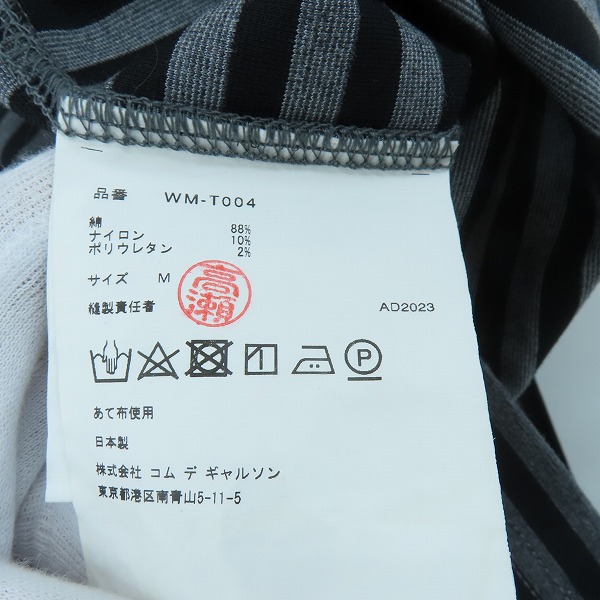 品番 WM-T004
綿 88%
ナイロン 10%
ポリウレタン 2%
サイズ M
高瀬
縫製責任者 AD2023
あて布使用
日本製
株式会社 コム デ ギャルソン
東京都港区南青山5-11-5